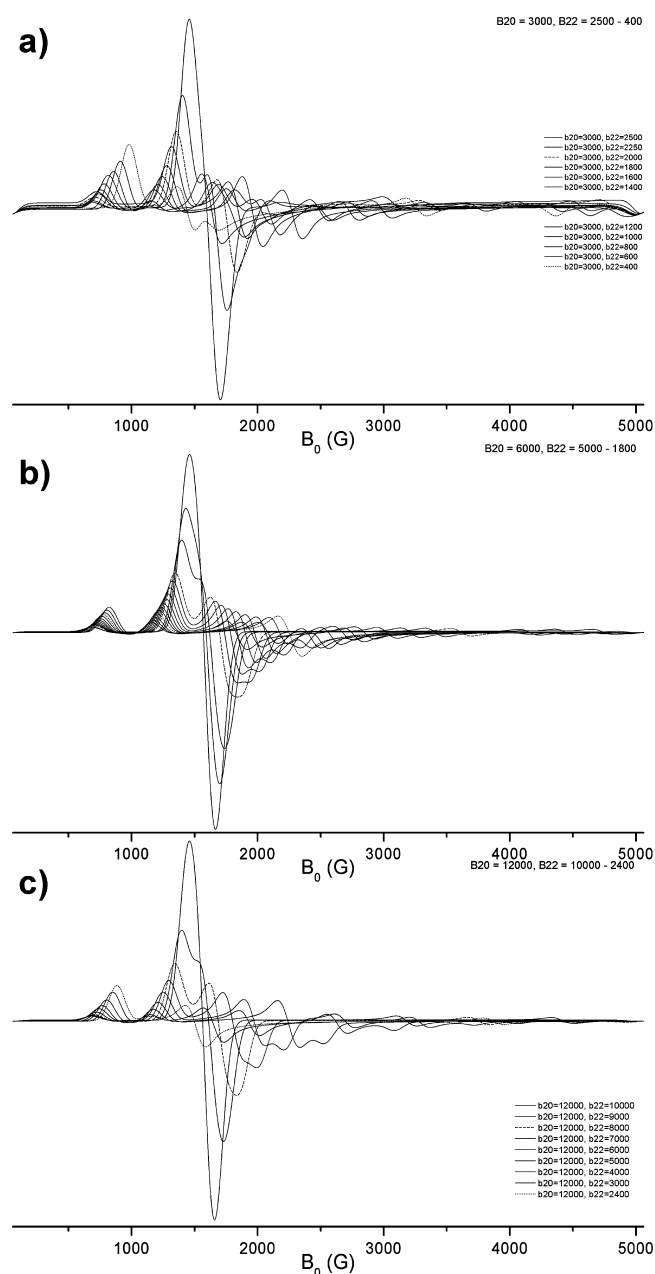 a)
B20 = 3000, B22 = 2500 - 400
b20=3000, b22=2500
b20=3000, b22=2250
b20=3000, b22=2000
b20=3000, b22=1800
b20=3000, b22=1600
b20=3000, b22=1400
b20=3000, b22=1200
b20=3000, b22=1000
b20=3000, b22=800
b20=3000, b22=600
b20=3000, b22=400
1000 2000 3000 4000 5000
B0 (G)
B20 = 6000, B22 = 5000 - 1800
b)
1000 2000 3000 4000 5000
B0 (G)
B20 = 12000, B22 = 10000 - 2400
c)
b20=12000, b22=10000
b20=12000, b22=9000
b20=12000, b22=8000
b20=12000, b22=7000
b20=12000, b22=6000
b20=12000, b22=5000
b20=12000, b22=4000
b20=12000, b22=3000
b20=12000, b22=2400
1000 2000 3000 4000 5000
B0 (G)